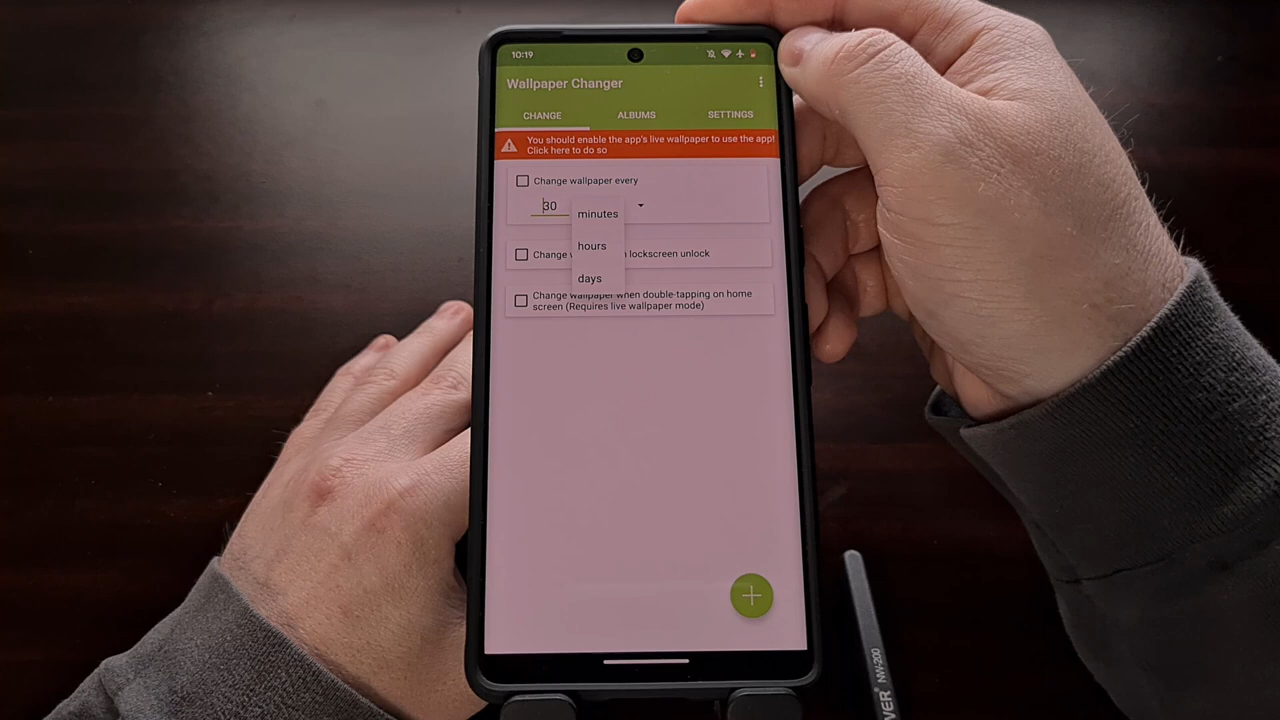 10:19
Wallpaper Changer
CHANGE
ALBUMS
SETTINGS
You should enable the app's live wallpaper to use the app!
Click here to do so
Change wallpaper every
30
minutes
hours
days
Change
lockscreen unlock
Change wallpaper when double-tapping on home
screen (Requires live wallpaper mode)
NW-200